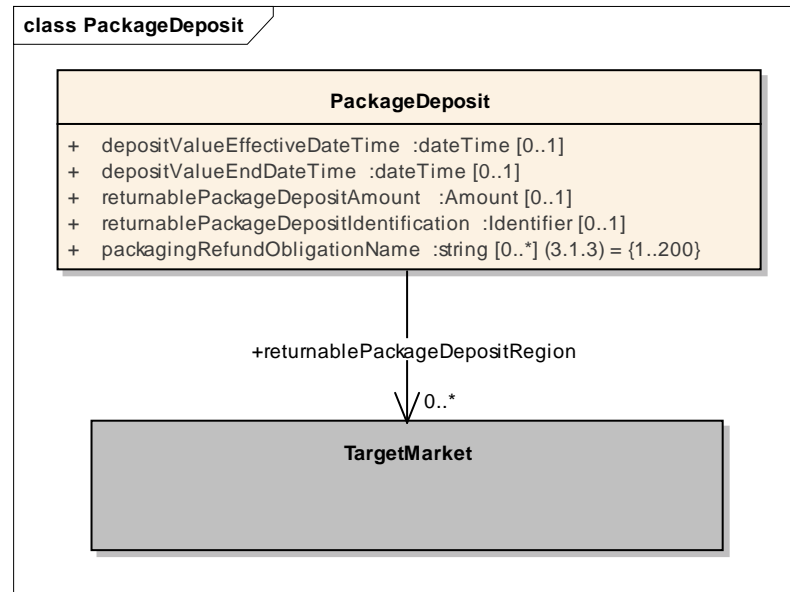 class PackageDeposit
PackageDeposit
+ depositValueEffectiveDateTime :dateTime [0..1]
+ depositValueEndDateTime :dateTime [0..1]
+ returnablePackageDepositAmount :Amount [0..1]
+ returnablePackageDepositIdentification :Identifier [0..1]
+ packagingRefundObligationName :string [0..*] (3.1.3) = {1..200}
+returnablePackageDepositRegion
0..*
TargetMarket